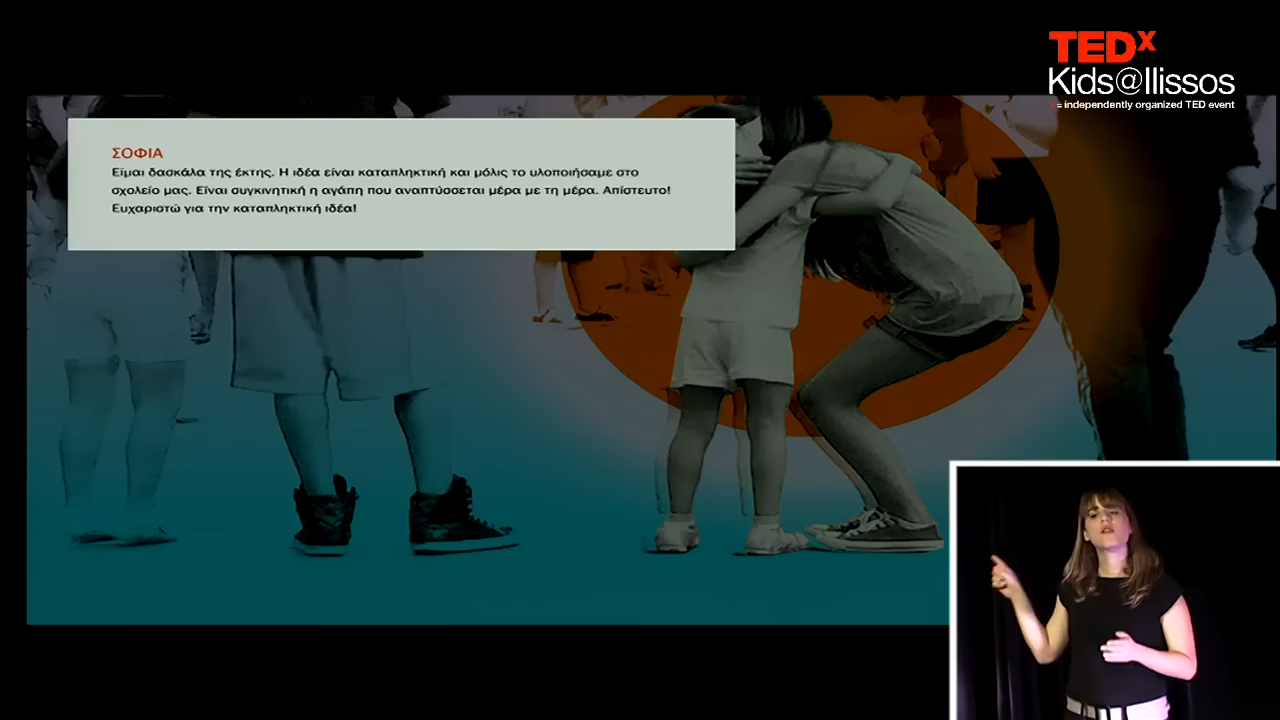 TEDx
Kids@Ilissos
x = independently organized TED event
ΣΟΦΙΑ
Είμαι δασκάλα της έκτης. Η ιδέα είναι καταπληκτική και μόλις το υλοποιήσαμε στο
σχολείο μας. Είναι συγκινητική η αγάπη που αναπτύσσεται μέρα με τη μέρα. Απίστευτο!
Ευχαριστώ για την καταπληκτική ιδέα!